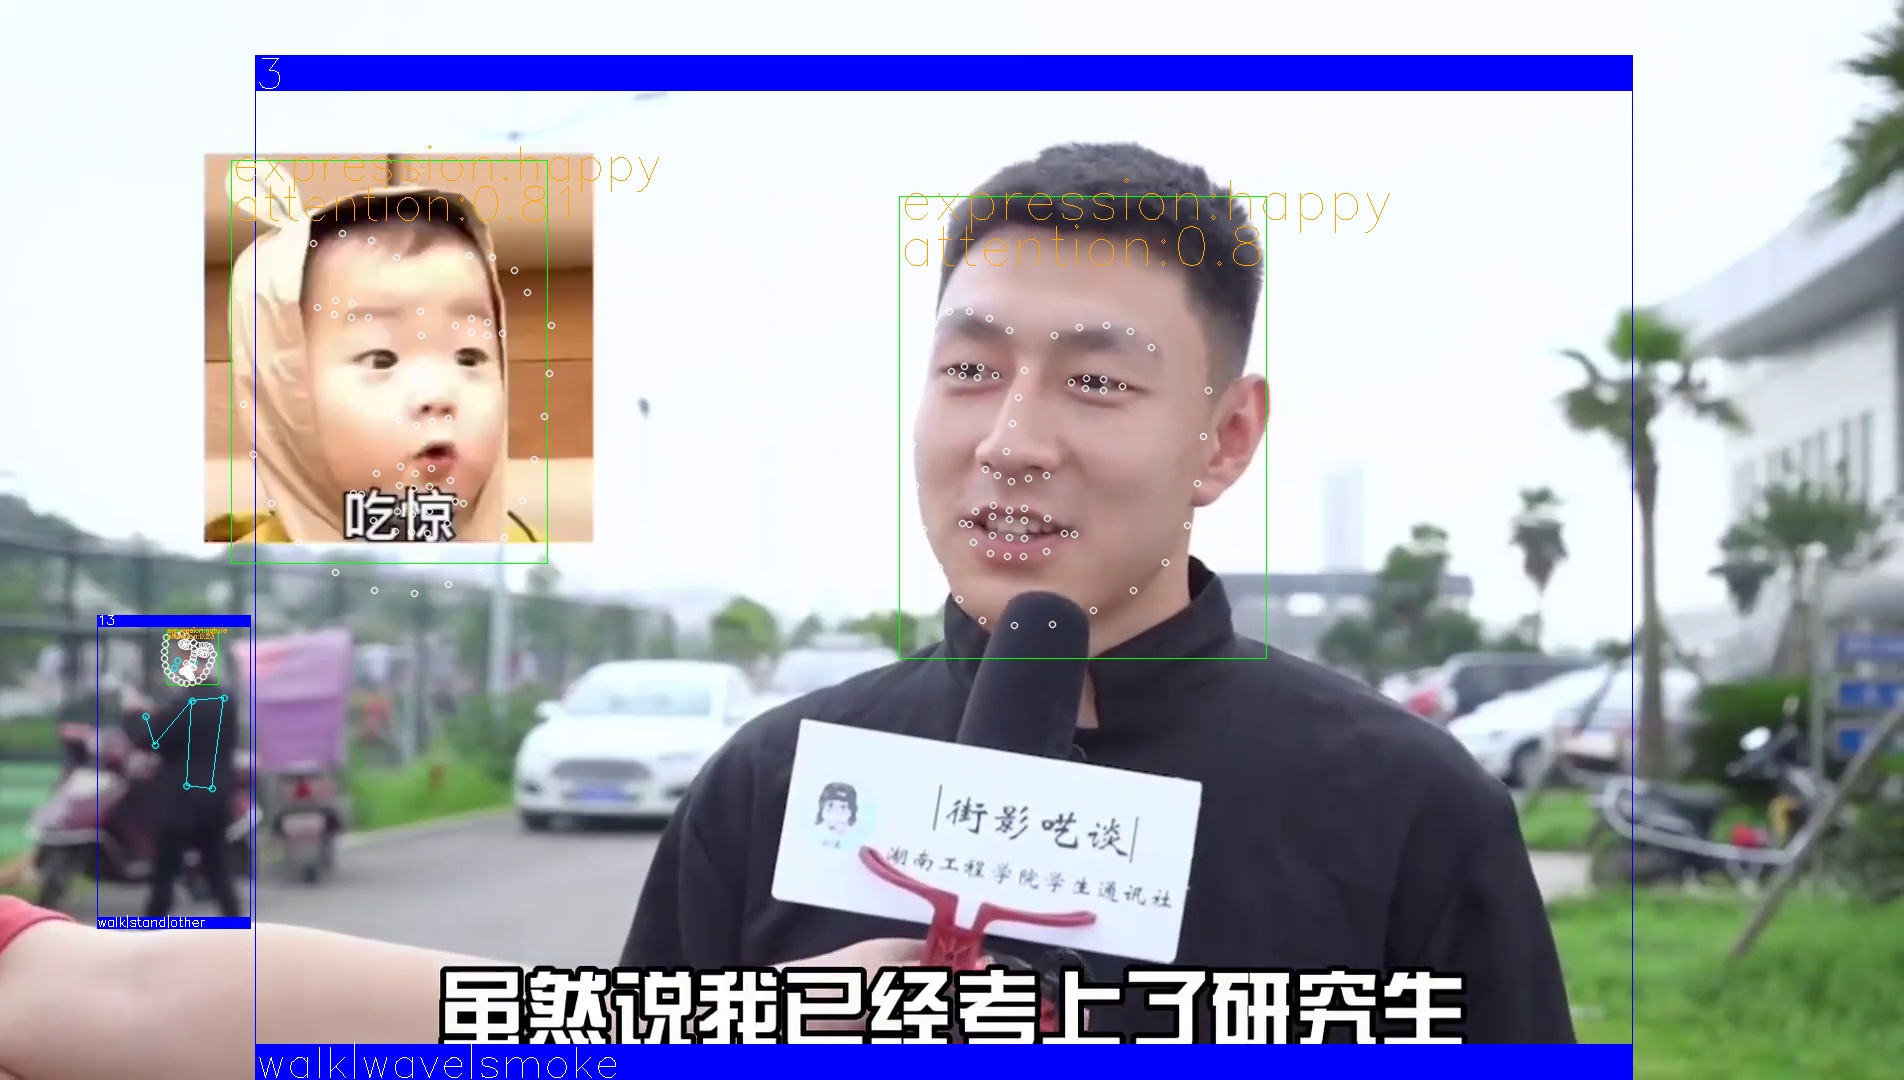 3
expression:happy
attention:0.81
expression:happy
attention:0.8
吃惊
13
街影呓谈
湖南工程学院学生通讯社
walk|stand|other
虽然说我已经考上了研究生
walk|wave|smoke